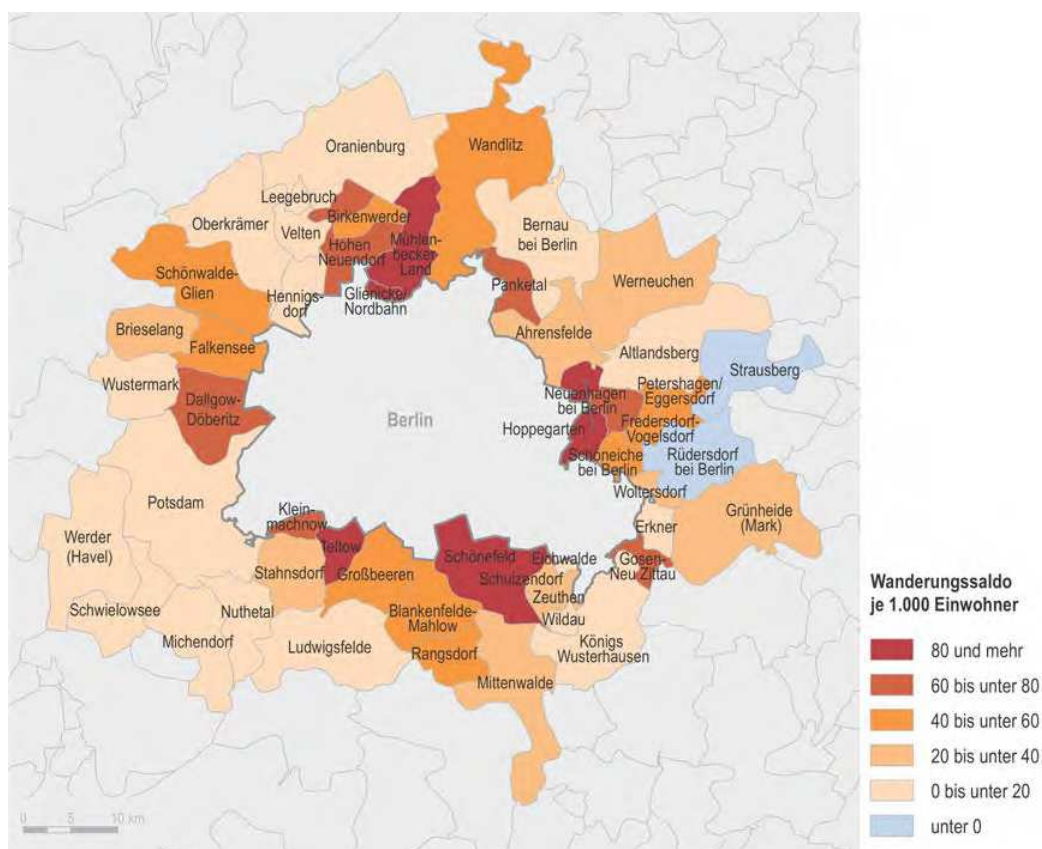 Wandlitz
Oranienburg
Leegebruch
Oberkrämer
Birkenwerder
Velten
Bernau
bei Berlin
Hohen
Neuendorf
Mühlen-
becker
Land
Schönwalde-
Glien
Panketal
Werneuchen
Hennigs-
dorf
Glienicke/
Nordbahn
Brieselang
Ahrensfelde
Falkensee
Altlandsberg
Strausberg
Wustermark
Petershagen/
Eggersdorf
Dallgow-
Döberitz
Neuenhagen
bei Berlin
Berlin
Fredersdorf-
Vogelsdorf
Hoppegarten
Schöneiche
bei Berlin
Rüdersdorf
bei Berlin
Woltersdorf
Potsdam
Klein-
machnow
Grünheide
(Mark)
Erkner
Werder
(Havel)
Teltow
Schönefeld
Eichwalde
Gosen-
Neu Zittau
Stahnsdorf
Großbeeren
Schulzendorf
Zeuthen
Schwielowsee
Nuthetal
Blankenfelde-
Mahlow
Wildau
Michendorf
Ludwigsfelde
Rangsdorf
Königs
Wusterhausen
Mittenwalde
Wanderungssaldo
je 1.000 Einwohner
80 und mehr
60 bis unter 80
40 bis unter 60
20 bis unter 40
0 bis unter 20
unter 0
0 5 10 km